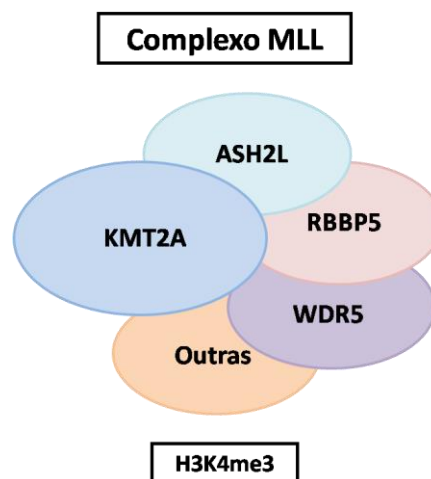 Complexo MLL
ASH2L
RBBP5
KMT2A
WDR5
Outras
H3K4me3